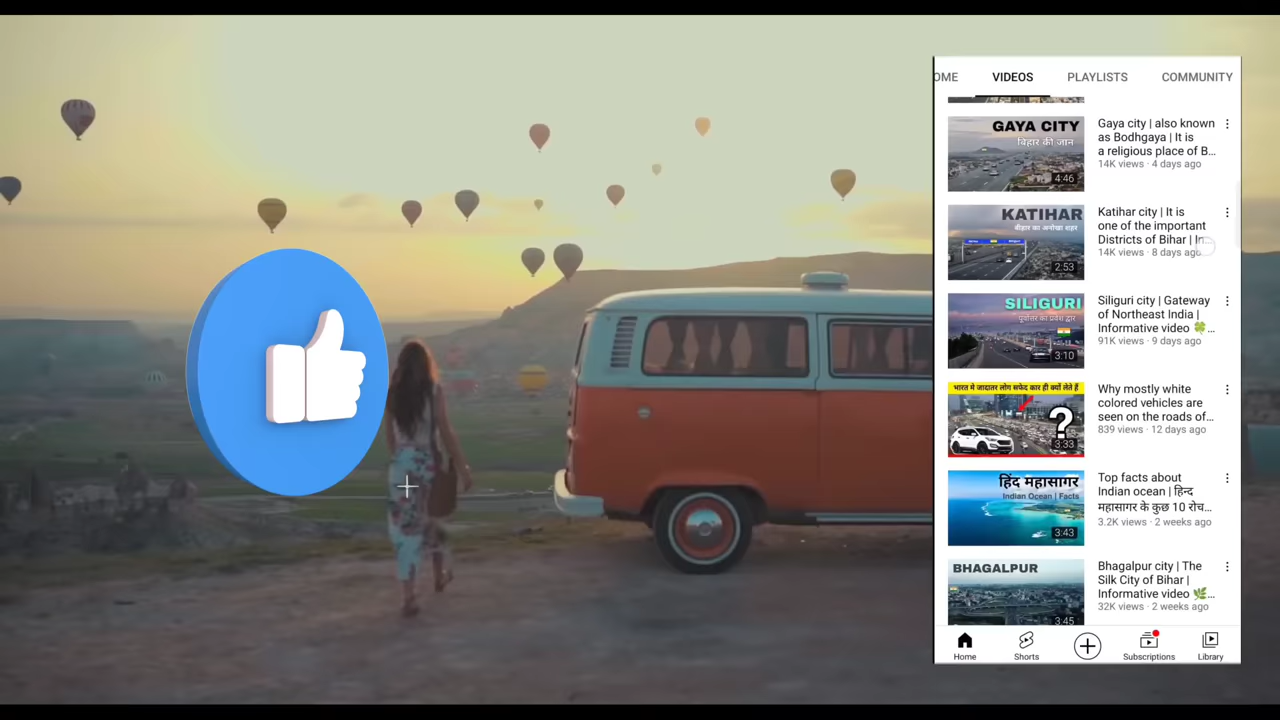 OME VIDEOS PLAYLISTS COMMUNITY
GAYA CITY
बिहार की जान
4:46
Gaya city | also known
as Bodhgaya | It is
a religious place of B...
14K views · 4 days ago
KATIHAR
बीहार का अनोखा शहर
2:53
Katihar city | It is
one of the important
Districts of Bihar | In
14K views · 8 days ago
SILIGURI
पूर्वोत्तर का प्रवेश द्वार
3:10
Siliguri city | Gateway
of Northeast India |
Informative video 🍀...
91K views · 9 days ago
भारत मे जादातर लोग सफेद कार ही क्यों लेते हैं
?
3:33
Why mostly white
colored vehicles are
seen on the roads of...
839 views · 12 days ago
हिंद महासागर
Indian Ocean | Facts
3:43
Top facts about
Indian ocean | हिन्द
महासागर के कुछ 10 रोच...
3.2K views · 2 weeks ago
BHAGALPUR
3:45
Bhagalpur city | The
Silk City of Bihar |
Informative video 🌿...
32K views · 2 weeks ago
Home Shorts Subscriptions Library